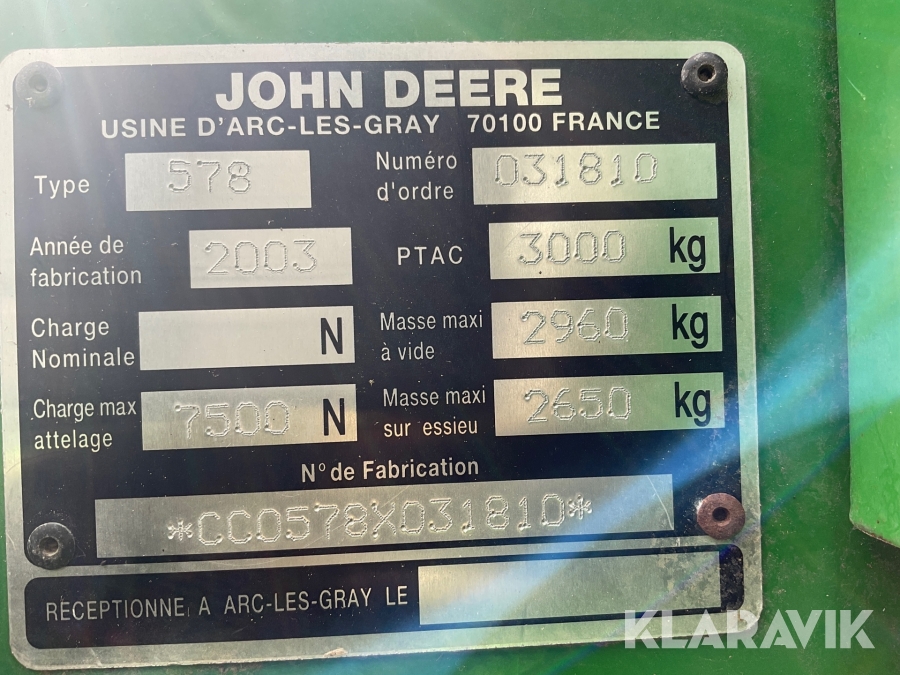 JOHN DEERE
USINE D'ARC-LES-GRAY 70100 FRANCE
Type 578
Numéro d'ordre 031810
Année de fabrication 2003
PTAC 3000 kg
Charge Nominale N
Masse maxi à vide 2960 kg
Charge max attelage 7500 N
Masse maxi sur essieu 2650 kg
N° de Fabrication
*CC0578X031810*
RECEPTIONNE A ARC-LES-GRAY LE
KLARAVIK